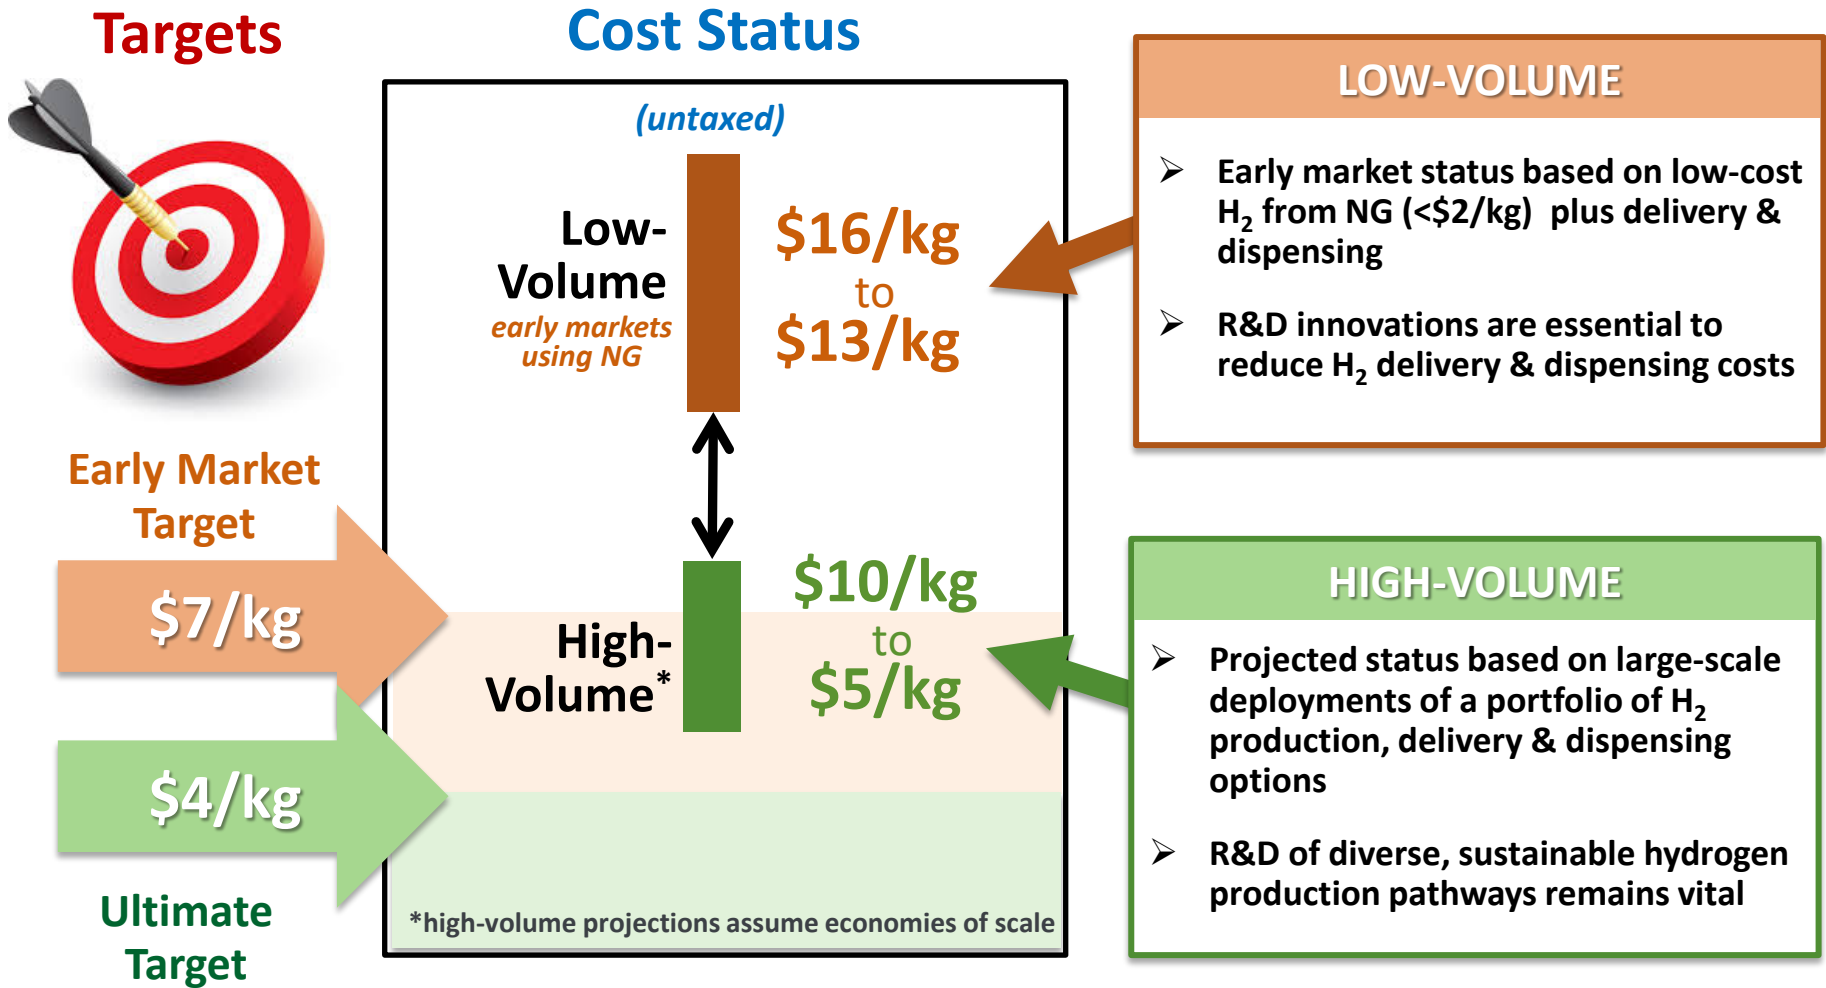 Targets
Early Market
Target
$7/kg
$4/kg
Ultimate
Target
Cost Status
(untaxed)
Low-
Volume
early markets
using NG
$16/kg
to
$13/kg
High-
Volume*
$10/kg
to
$5/kg
*high-volume projections assume economies of scale
LOW-VOLUME
➢ Early market status based on low-cost
H₂ from NG (<$2/kg) plus delivery &
dispensing
➢ R&D innovations are essential to
reduce H₂ delivery & dispensing costs
HIGH-VOLUME
➢ Projected status based on large-scale
deployments of a portfolio of H₂
production, delivery & dispensing
options
➢ R&D of diverse, sustainable hydrogen
production pathways remains vital